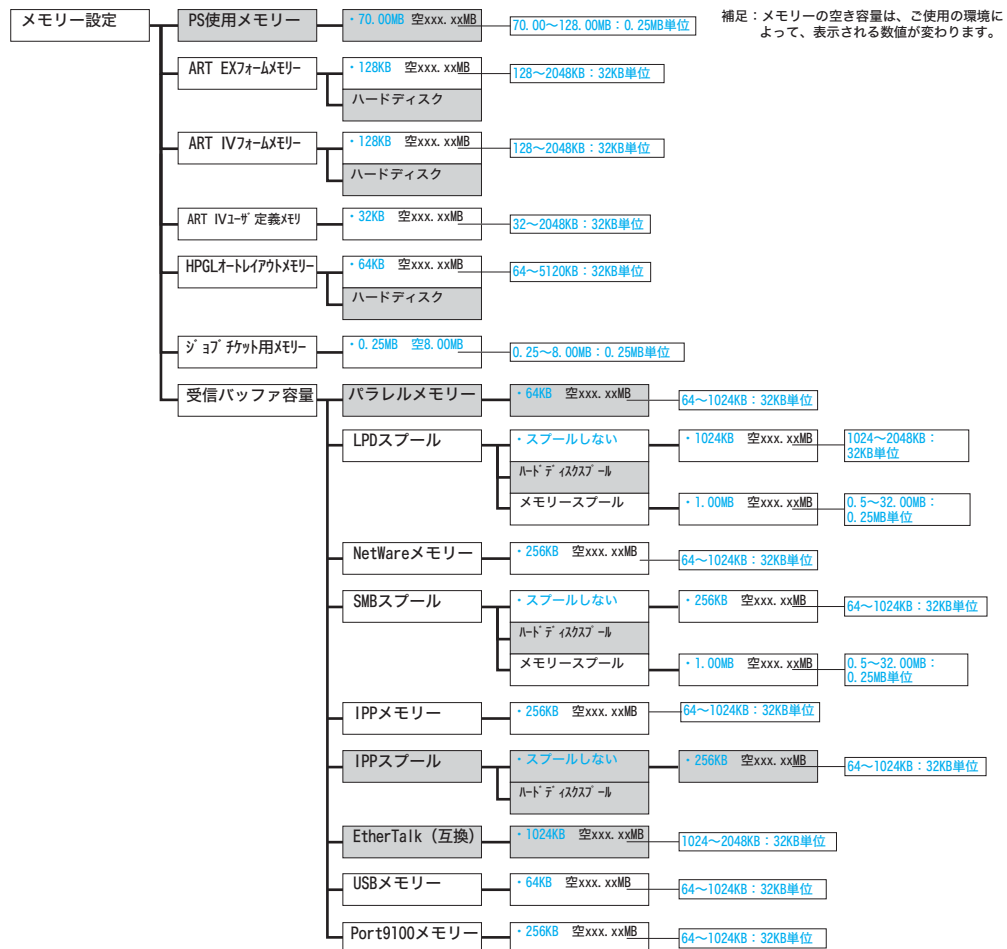 メモリー設定
PS使用メモリー
・70.00MB 空xxx.xxMB
70.00～128.00MB：0.25MB単位
補足：メモリーの空き容量は、ご使用の環境に
よって、表示される数値が変わります。
ART EXフォームメモリー
・128KB 空xxx.xxMB
128～2048KB：32KB単位
ハードディスク
ART IVフォームメモリー
・128KB 空xxx.xxMB
128～2048KB：32KB単位
ハードディスク
ART IVユーザ定義メモリ
・32KB 空xxx.xxMB
32～2048KB：32KB単位
HPGLオートレイアウトメモリー
・64KB 空xxx.xxMB
64～5120KB：32KB単位
ハードディスク
ジョブチケット用メモリー
・0.25MB 空8.00MB
0.25～8.00MB：0.25MB単位
受信バッファ容量
パラレルメモリー
・64KB 空xxx.xxMB
64～1024KB：32KB単位
LPDスプール
・スプールしない
・1024KB 空xxx.xxMB
1024～2048KB：
32KB単位
ハードディスクスプール
メモリースプール
・1.00MB 空xxx.xxMB
0.5～32.00MB：
0.25MB単位
NetWareメモリー
・256KB 空xxx.xxMB
64～1024KB：32KB単位
SMBスプール
・スプールしない
・256KB 空xxx.xxMB
64～1024KB：32KB単位
ハードディスクスプール
メモリースプール
・1.00MB 空xxx.xxMB
0.5～32.00MB：
0.25MB単位
IPPメモリー
・256KB 空xxx.xxMB
64～1024KB：32KB単位
IPPスプール
・スプールしない
・256KB 空xxx.xxMB
64～1024KB：32KB単位
ハードディスクスプール
EtherTalk（互換）
・1024KB 空xxx.xxMB
1024～2048KB：32KB単位
USBメモリー
・64KB 空xxx.xxMB
64～1024KB：32KB単位
Port9100メモリー
・256KB 空xxx.xxMB
64～1024KB：32KB単位